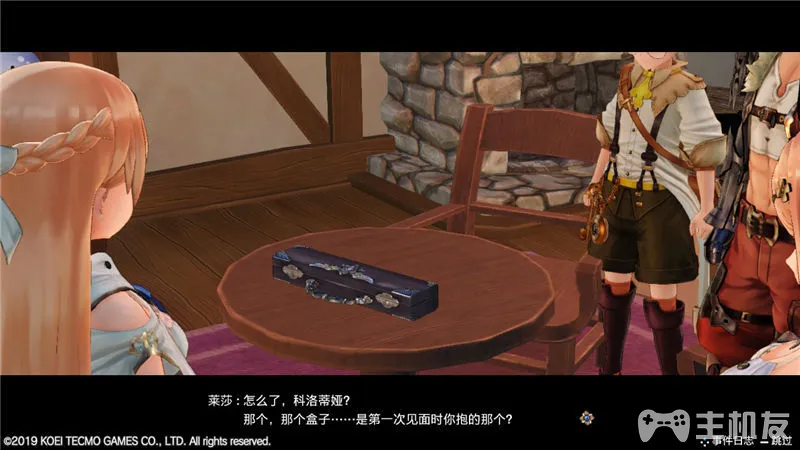 莱莎：怎么了，科洛蒂娅？
那个，那个盒子……是第一次见面时你抱的那个？
©2019 KOEI TECMO GAMES CO., LTD. All rights reserved.
事件日志 跳过
主机友